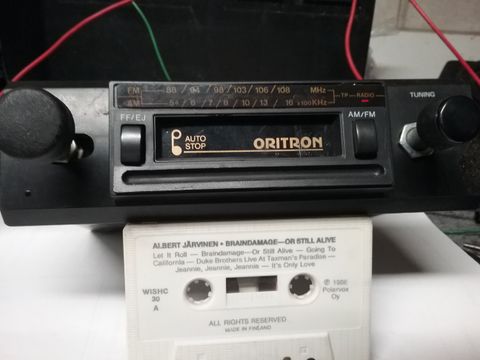 FM 88 / 94 / 98 / 103 / 106 / 108 MHz
AM 5 6 / 7 / 8 / 10 / 13 / 16 x100KHz TP RADIO
TUNING
FF/EJ
AM/FM
AUTO
STOP
ORITRON
ALBERT JÄRVINEN • BRAINDAMAGE—OR STILL ALIVE
Let It Roll — Braindamage—Or Still Alive — Going To
California — Duke Brothers Live At Taxman's Paradise —
Jeannie, Jeannie, Jeannie — It's Only Love
WISHC
30
A
℗ 1986
Polarvox
Oy
ALL RIGHTS RESERVED
MADE IN FINLAND